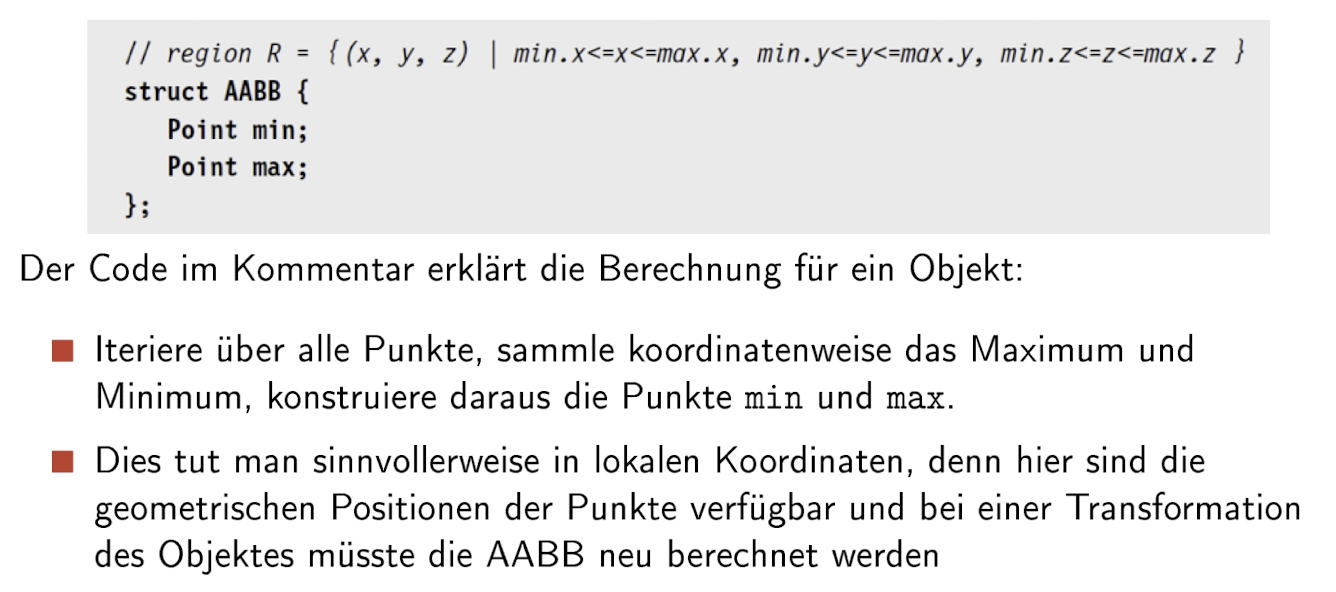 // region R = { (x, y, z) | min.x<=x<=max.x, min.y<=y<=max.y, min.z<=z<=max.z }
struct AABB {
Point min;
Point max;
};
Der Code im Kommentar erklärt die Berechnung für ein Objekt:
Iteriere über alle Punkte, sammle koordinatenweise das Maximum und
Minimum, konstruiere daraus die Punkte min und max.
Dies tut man sinnvollerweise in lokalen Koordinaten, denn hier sind die
geometrischen Positionen der Punkte verfügbar und bei einer Transformation
des Objektes müsste die AABB neu berechnet werden